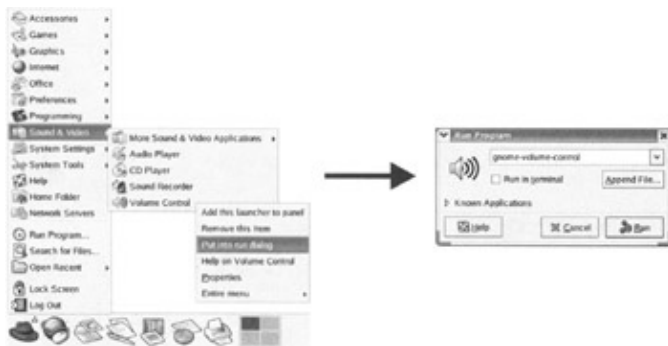 Accessories
Games
Graphics
Internet
Office
Preferences
Programming
Sound & Video
System Settings
System Tools
Help
Home Folder
Network Servers
Run Program...
Search for Files...
Open Recent
Lock Screen
Log Out
More Sound & Video Applications
Audio Player
CD Player
Sound Recorder
Volume Control
Add this launcher to panel
Remove this item
Put into run dialog
Help on Volume Control
Properties
Entire menu
Run Program
gnome-volume-control
Run in terminal
Append File...
Known Applications
Help
Cancel
Run